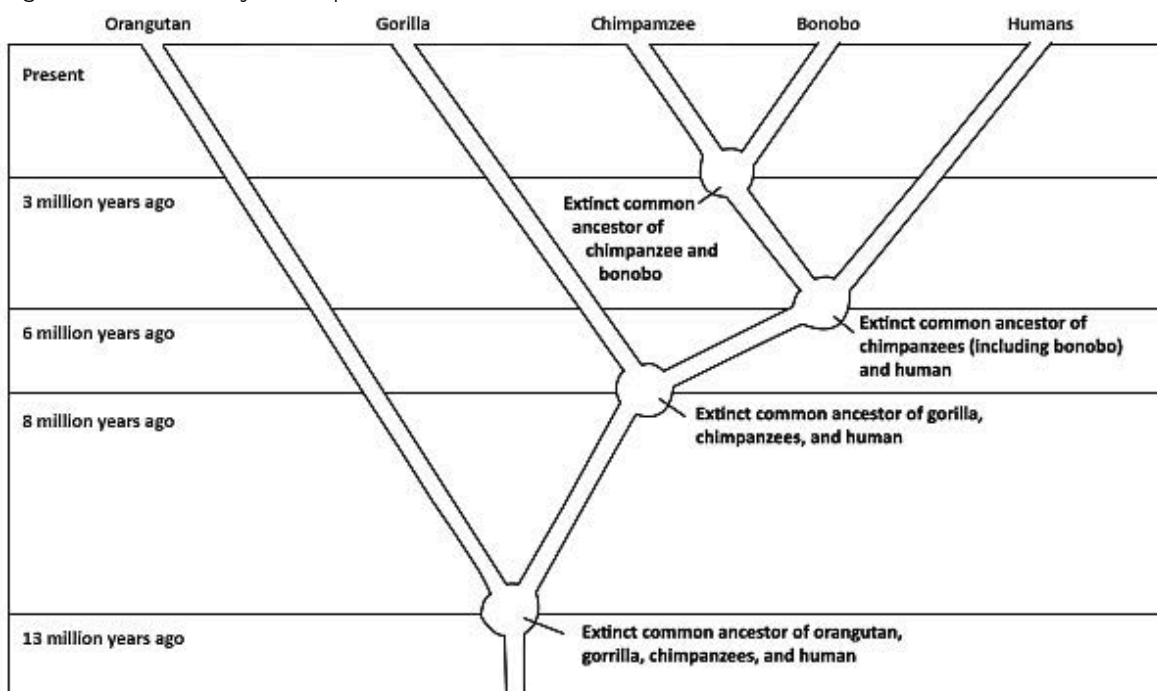 Orangutan
Gorilla
Chimpamzee
Bonobo
Humans
Present
3 million years ago
Extinct common
ancestor of
chimpanzee and
bonobo
6 million years ago
Extinct common ancestor of
chimpanzees (including bonobo)
and human
8 million years ago
Extinct common ancestor of gorilla,
chimpanzees, and human
13 million years ago
Extinct common ancestor of orangutan,
gorrilla, chimpanzees, and human